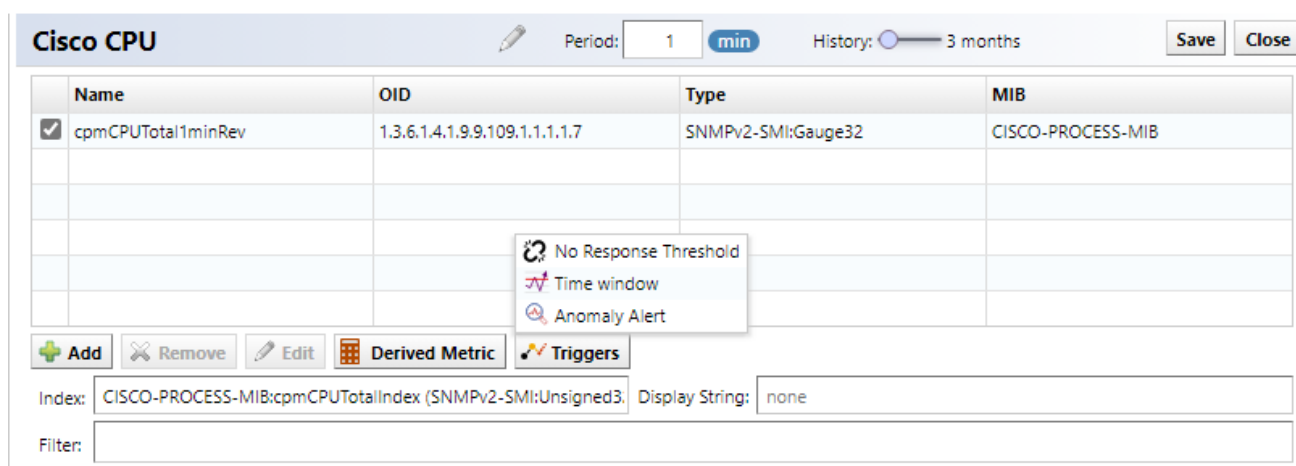 Cisco CPU Period: 1 min History: 3 months Save Close
Name OID Type MIB
cpmCPUTotal1minRev 1.3.6.1.4.1.9.9.109.1.1.1.1.7 SNMPv2-SMI:Gauge32 CISCO-PROCESS-MIB
No Response Threshold
Time window
Anomaly Alert
Add Remove Edit Derived Metric Triggers
Index: CISCO-PROCESS-MIB:cpmCPUTotalIndex (SNMPv2-SMI:Unsigned3. Display String: none
Filter: